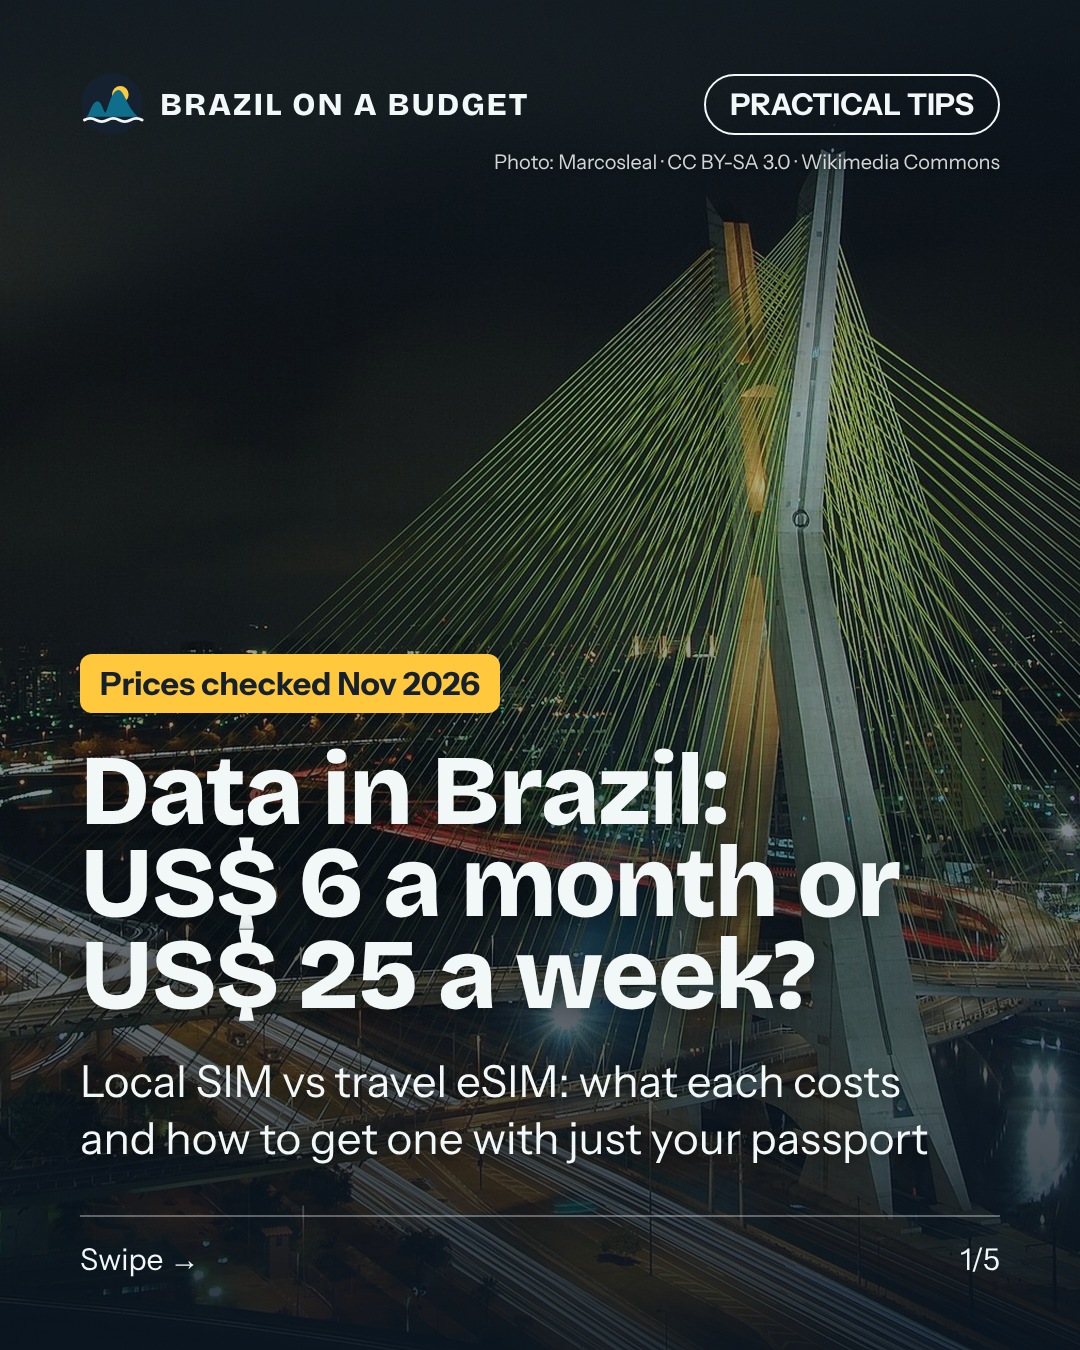 BRAZIL ON A BUDGET
PRACTICAL TIPS
Photo: Marcosleal · CC BY-SA 3.0 · Wikimedia Commons
Prices checked Nov 2026
Data in Brazil:
US$ 6 a month or
US$ 25 a week?
Local SIM vs travel eSIM: what each costs
and how to get one with just your passport
Swipe →
1/5